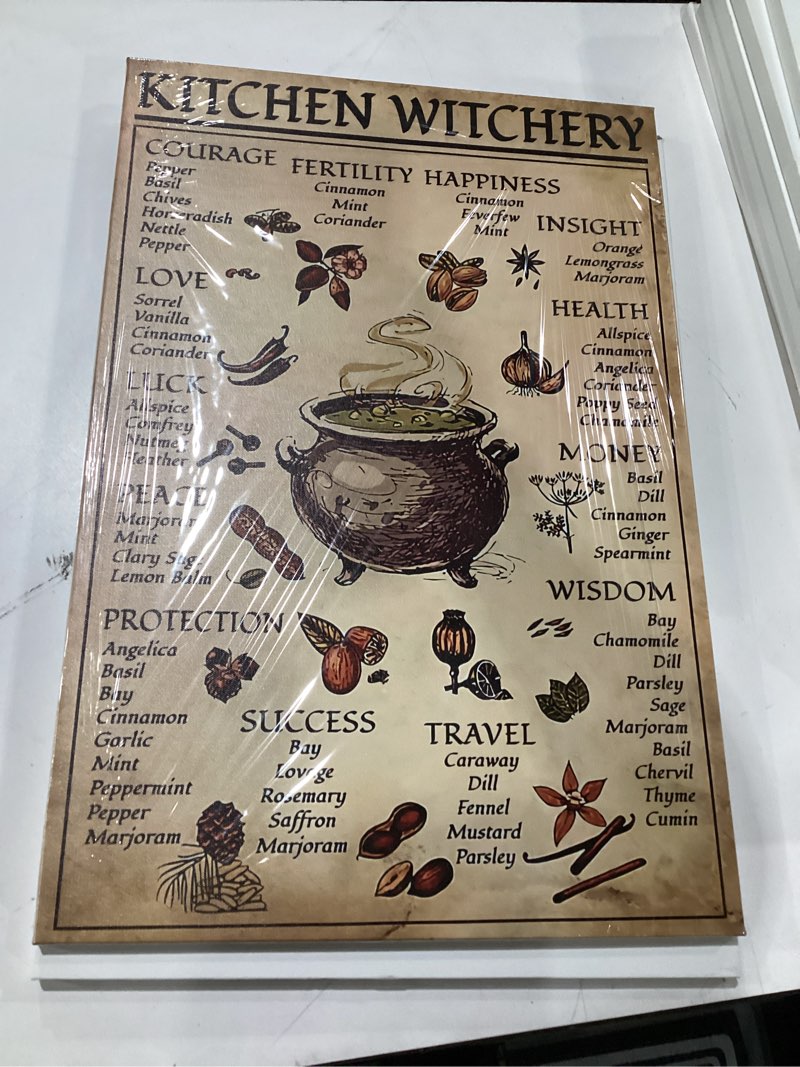 KITCHEN WITCHERY
COURAGE
Pepper
Basil
Chives
Horseradish
Nettle
Pepper
FERTILITY
Cinnamon
Mint
Coriander
HAPPINESS
Cinnamon
Feverfew
Mint
INSIGHT
Orange
Lemongrass
Marjoram
LOVE
Sorrel
Vanilla
Cinnamon
Coriander
HEALTH
Allspice
Cinnamon
Angelica
Coriander
Poppy Seed
Chamomile
LUCK
Allspice
Comfrey
Nutmeg
Heather
MONEY
Basil
Dill
Cinnamon
Ginger
Spearmint
PEACE
Marjoram
Mint
Clary Sage
Lemon Balm
WISDOM
Bay
Chamomile
Dill
Parsley
Sage
Marjoram
Basil
Chervil
Thyme
Cumin
PROTECTION
Angelica
Basil
Bay
Cinnamon
Garlic
Mint
Peppermint
Pepper
Marjoram
SUCCESS
Bay
Lovage
Rosemary
Saffron
Marjoram
TRAVEL
Caraway
Dill
Fennel
Mustard
Parsley